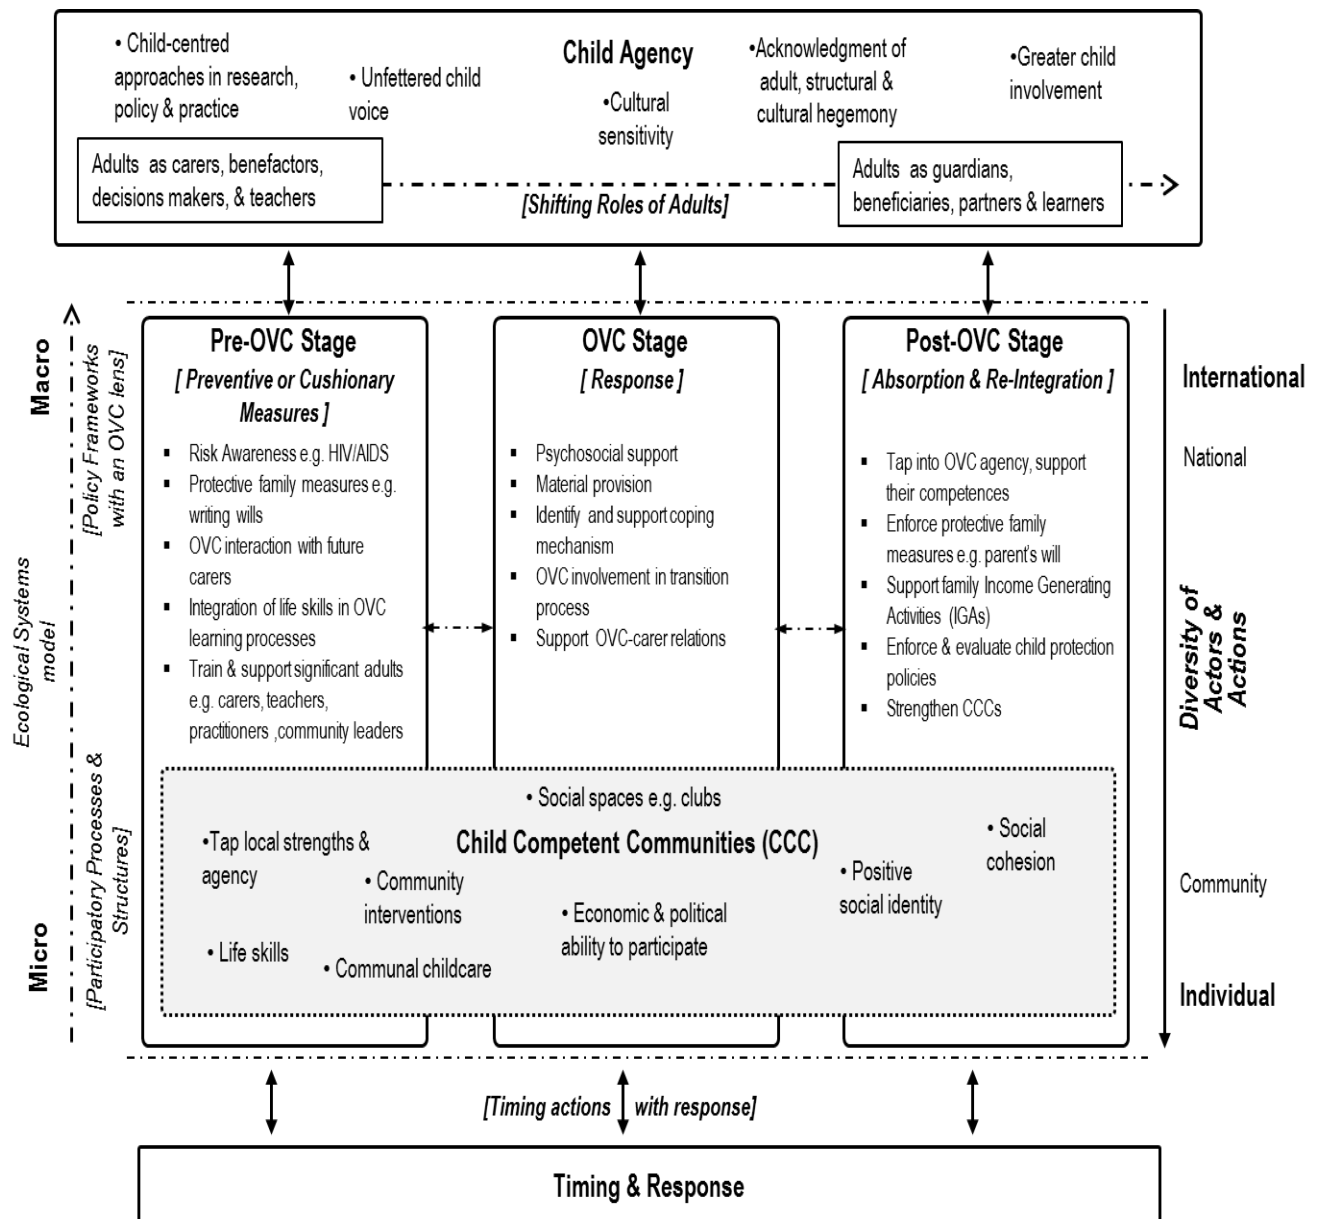 • Child-centred
approaches in research,
policy & practice
• Unfettered child
voice
Child Agency
•Cultural
sensitivity
•Acknowledgment of
adult, structural &
cultural hegemony
•Greater child
involvement
Adults as carers, benefactors,
decisions makers, & teachers
[Shifting Roles of Adults]
Adults as guardians,
beneficiaries, partners & learners
Macro
[Policy Frameworks
with an OVC lens]
Ecological Systems
model
Micro
[Participatory Processes &
Structures]
Pre-OVC Stage
[ Preventive or Cushionary
Measures ]
▪ Risk Awareness e.g. HIV/AIDS
▪ Protective family measures e.g.
writing wills
▪ OVC interaction with future
carers
▪ Integration of life skills in OVC
learning processes
▪ Train & support significant adults
e.g. carers, teachers,
practitioners ,community leaders
OVC Stage
[ Response ]
▪ Psychosocial support
▪ Material provision
▪ Identify and support coping
mechanism
▪ OVC involvement in transition
process
▪ Support OVC-carer relations
Post-OVC Stage
[ Absorption & Re-Integration ]
▪ Tap into OVC agency, support
their competences
▪ Enforce protective family
measures e.g. parent's will
▪ Support family Income Generating
Activities (IGAs)
▪ Enforce & evaluate child protection
policies
▪ Strengthen CCCs
International
National
Diversity of
Actors &
Actions
Community
Individual
• Social spaces e.g. clubs
Child Competent Communities (CCC)
•Tap local strengths &
agency
• Community
interventions
• Life skills
• Communal childcare
• Economic & political
ability to participate
• Positive
social identity
• Social
cohesion
[Timing actions with response]
Timing & Response